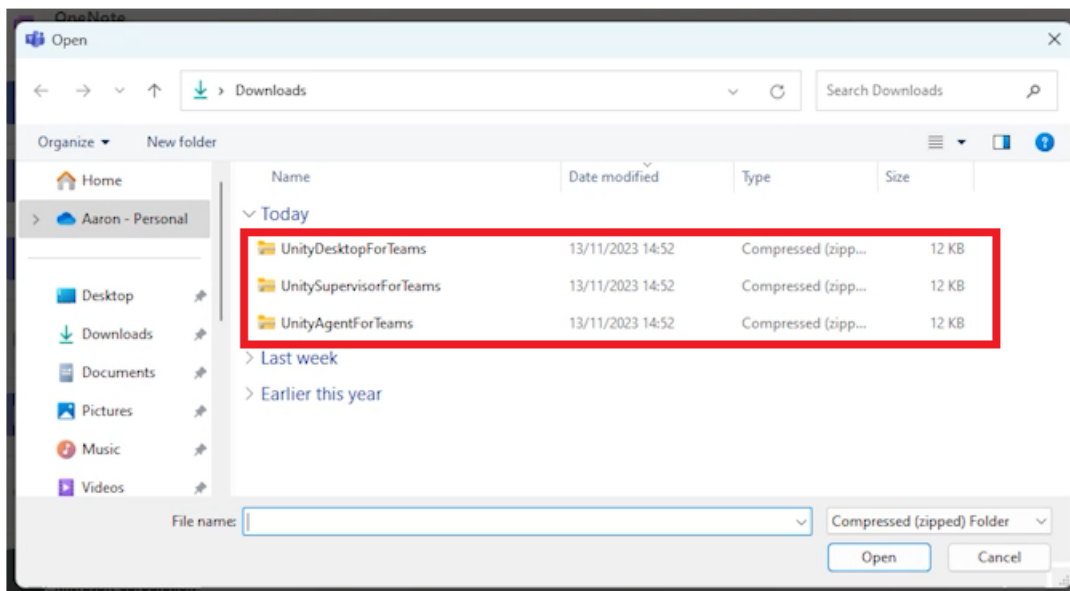 OneNote
Open
Downloads
Search Downloads
Organize
New folder
Home
Aaron - Personal
Desktop
Downloads
Documents
Pictures
Music
Videos
Name Date modified Type Size
Today
UnityDesktopForTeams 13/11/2023 14:52 Compressed (zipp... 12 KB
UnitySupervisorForTeams 13/11/2023 14:52 Compressed (zipp... 12 KB
UnityAgentForTeams 13/11/2023 14:52 Compressed (zipp... 12 KB
Last week
Earlier this year
File name:
Compressed (zipped) Folder
Open
Cancel